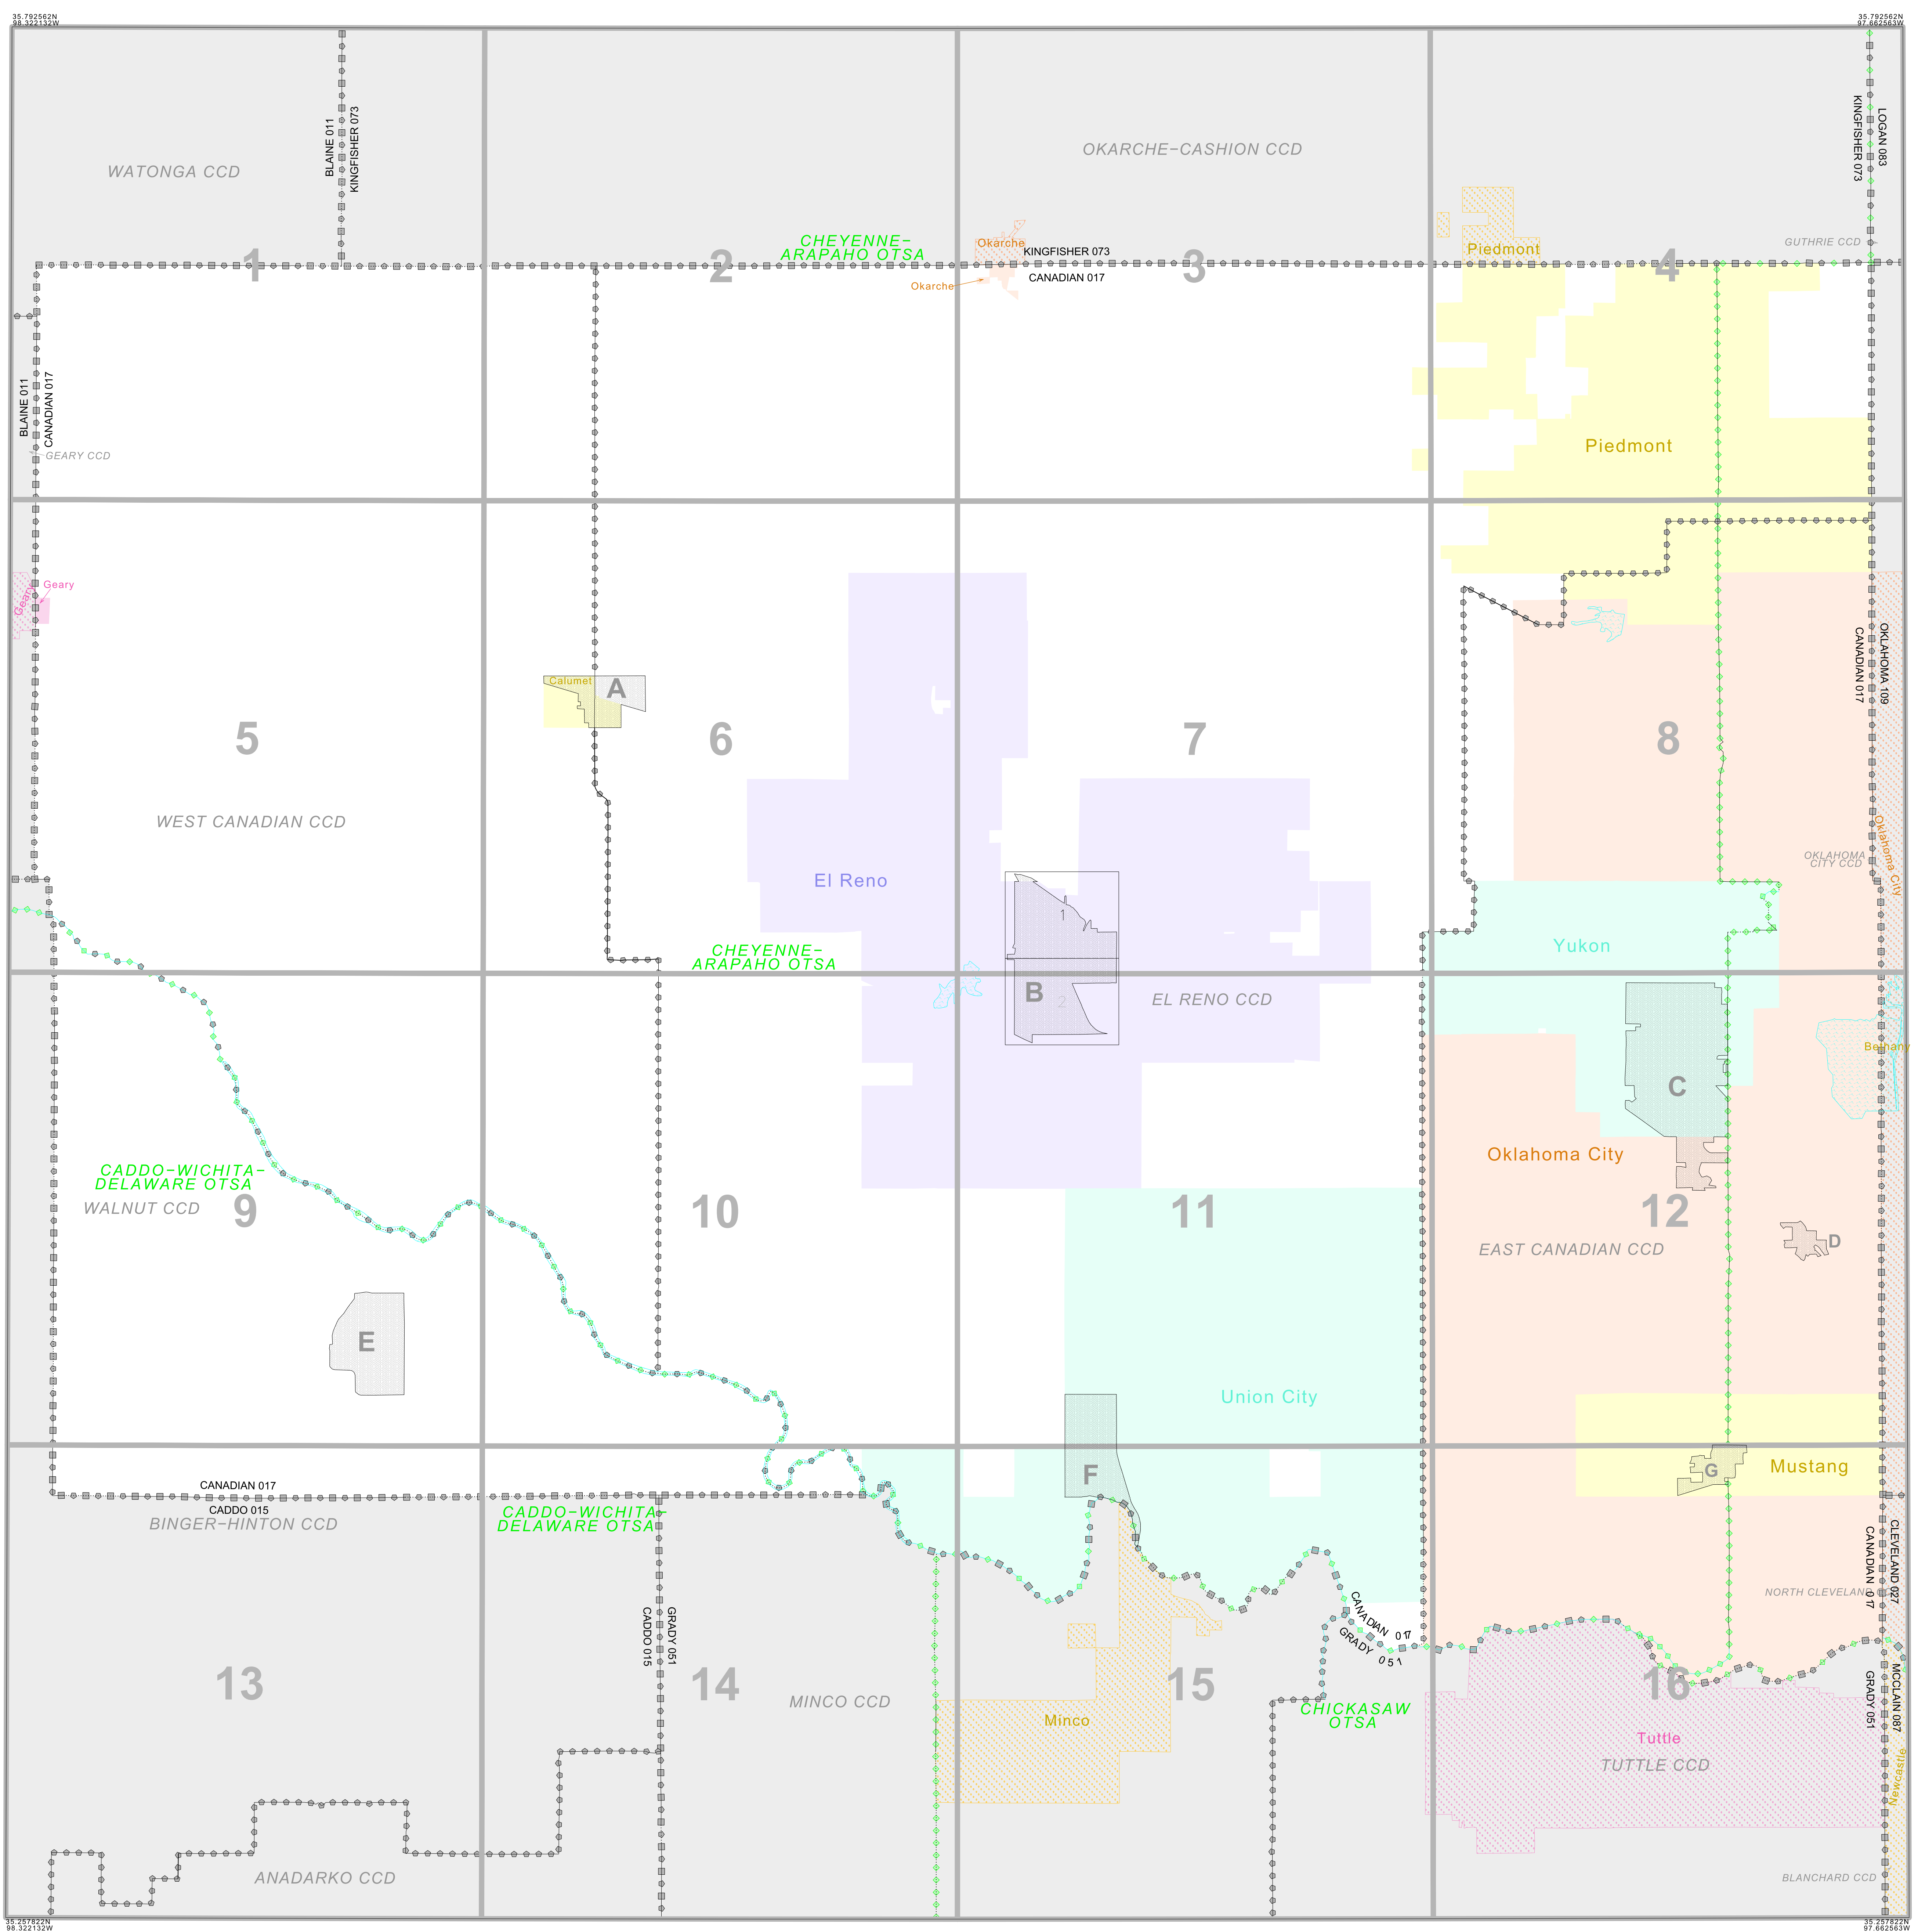 35.792562N
98.322132W
35.792562N
97.662563W
BLAINE 011
KINGFISHER 073
KINGFISHER 073
LOGAN 083
WATONGA CCD
OKARCHE-CASHION CCD
CHEYENNE-
ARAPAHO OTSA
Okarche
KINGFISHER 073
CANADIAN 017
Okarche
Piedmont
GUTHRIE CCD
1
2
3
4
BLAINE 011
CANADIAN 017
GEARY CCD
Piedmont
Geary
Geary
Calumet
A
5
6
7
8
CANADIAN 017
OKLAHOMA 109
WEST CANADIAN CCD
El Reno
OKLAHOMA
CITY CCD
Oklahoma City
1
CHEYENNE-
ARAPAHO OTSA
Yukon
B
2
EL RENO CCD
Bethany
C
CADDO-WICHITA-
DELAWARE OTSA
WALNUT CCD
Oklahoma City
9
10
11
12
EAST CANADIAN CCD
D
E
Union City
F
G
Mustang
CANADIAN 017
CADDO 015
BINGER-HINTON CCD
CADDO-WICHITA-
DELAWARE OTSA
CANADIAN 017
CLEVELAND 027
NORTH CLEVELAND
CADDO 015
GRADY 051
CANADIAN 017
GRADY 051
13
14
15
16
MINCO CCD
Minco
CHICKASAW
OTSA
GRADY 051
MCCLAIN 087
Tuttle
TUTTLE CCD
Newcastle
ANADARKO CCD
BLANCHARD CCD
35.257822N
98.322132W
35.257822N
97.662563W